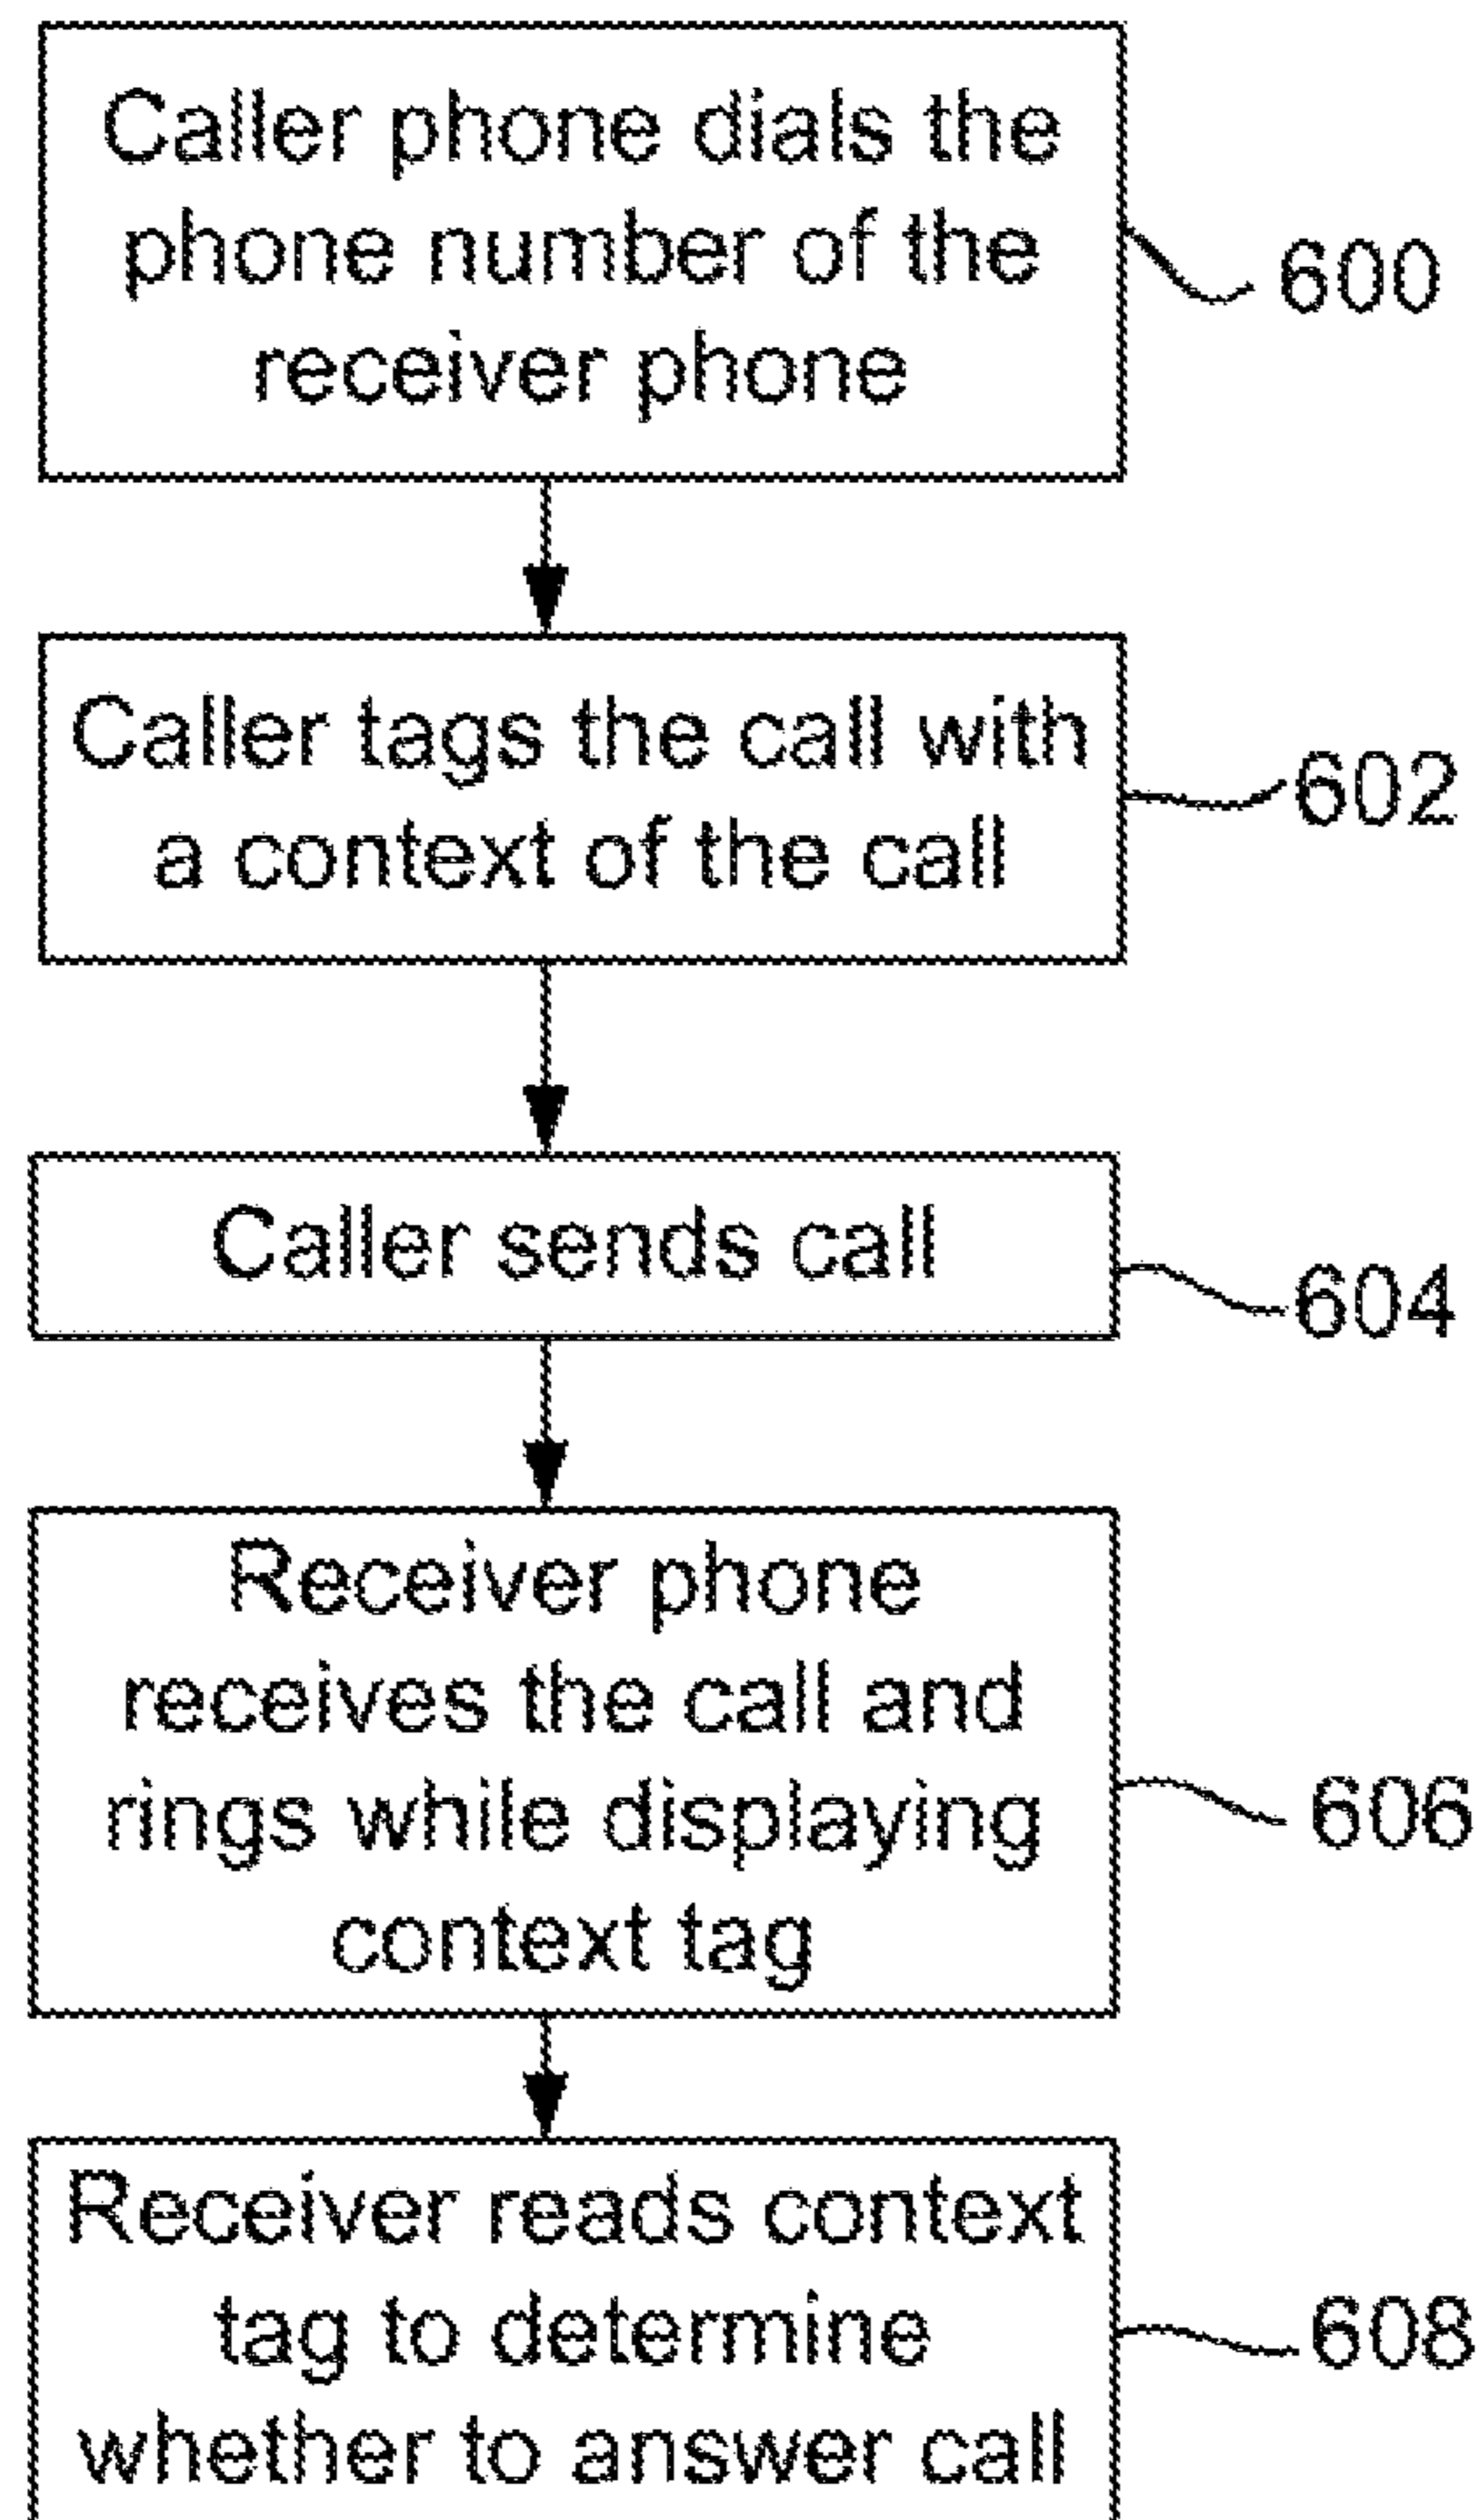 Caller phone dials the
phone number of the
receiver phone
600
Caller tags the call with
a context of the call
602
Caller sends call
604
Receiver phone
receives the call and
rings while displaying
context tag
606
Receiver reads context
tag to determine
whether to answer call
608